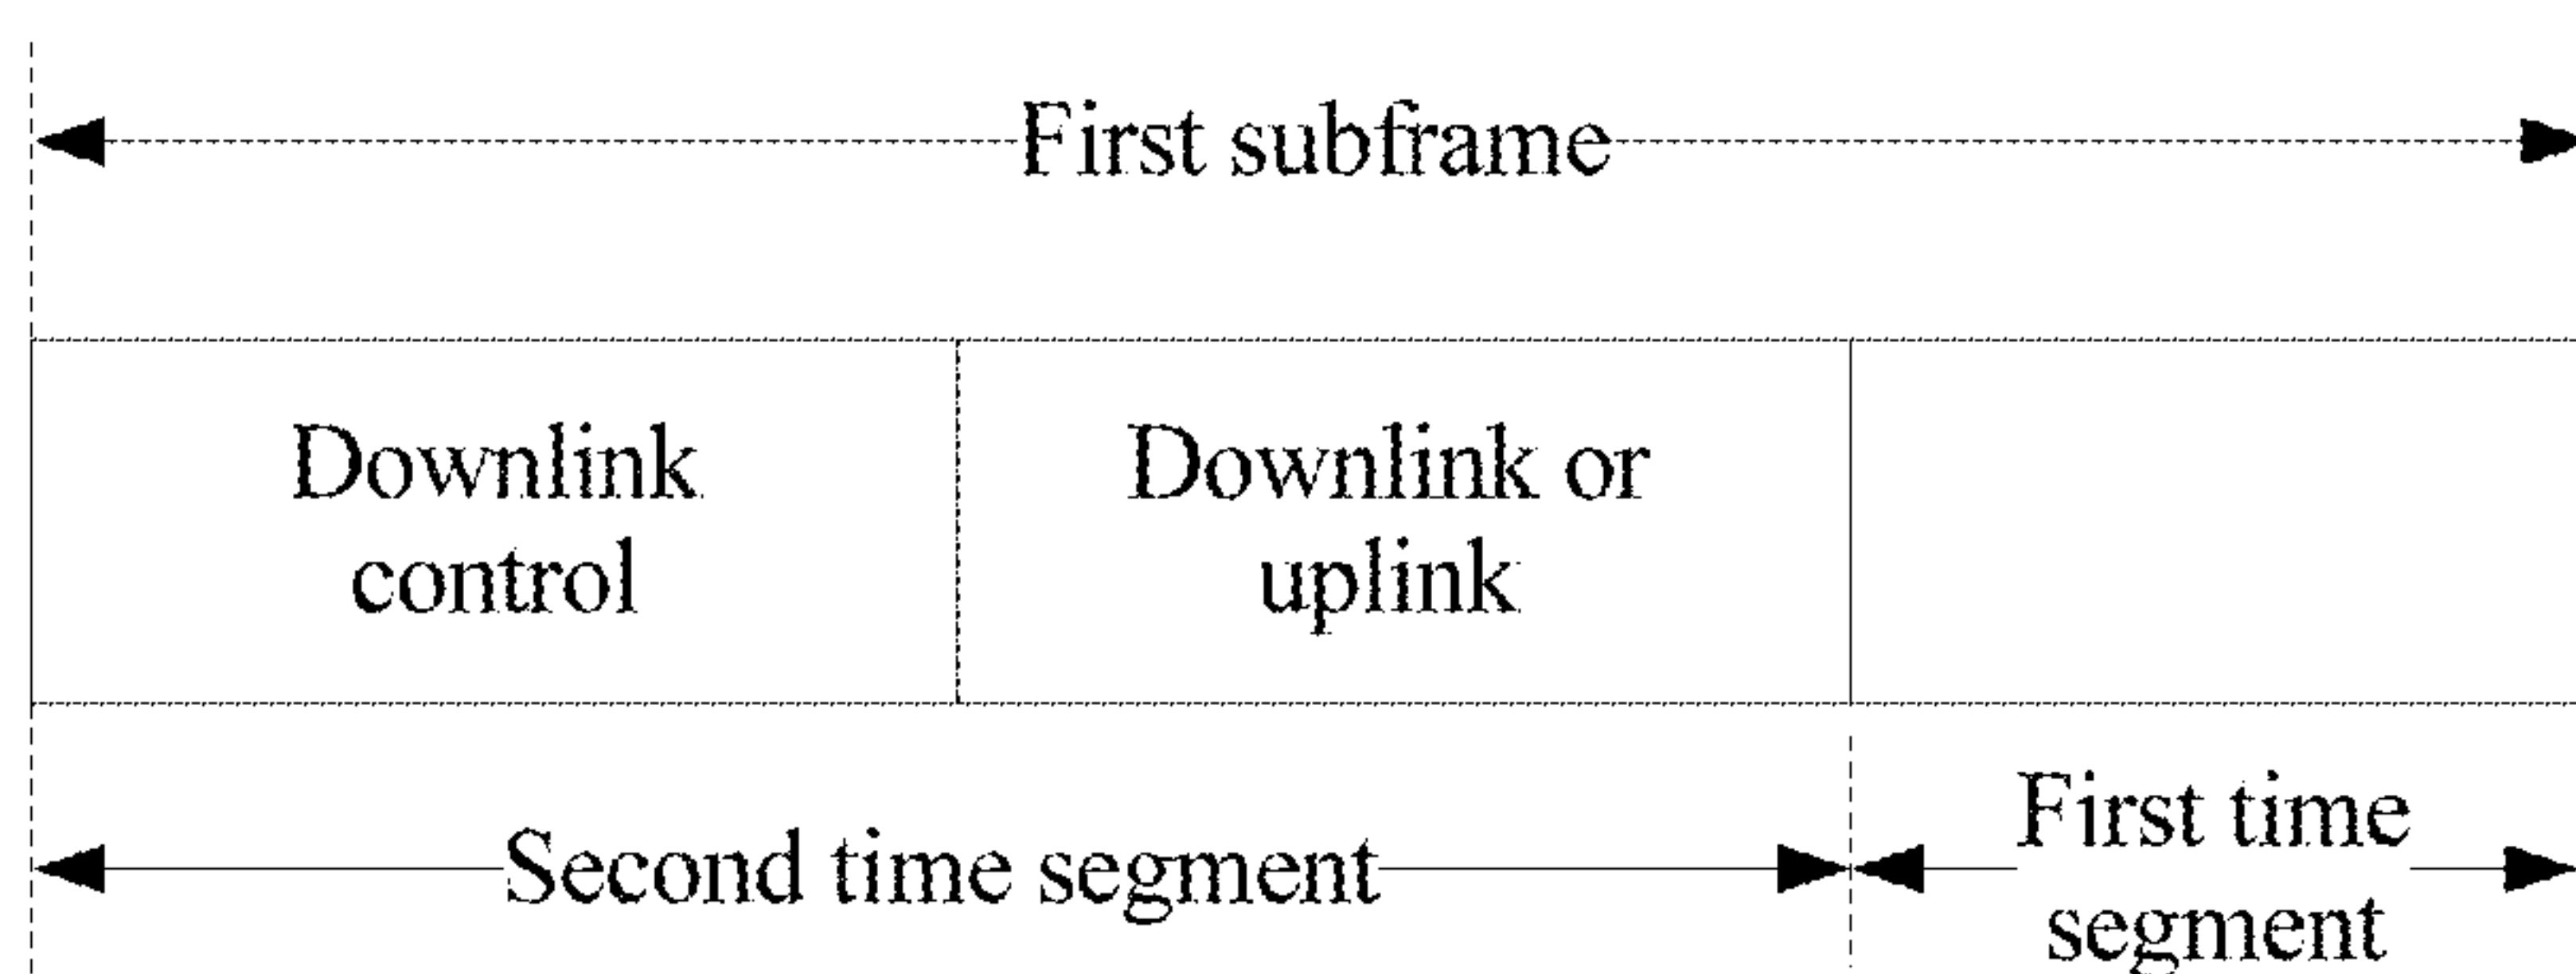 First subframe
Downlink
control
Downlink or
uplink
Second time segment
First time
segment